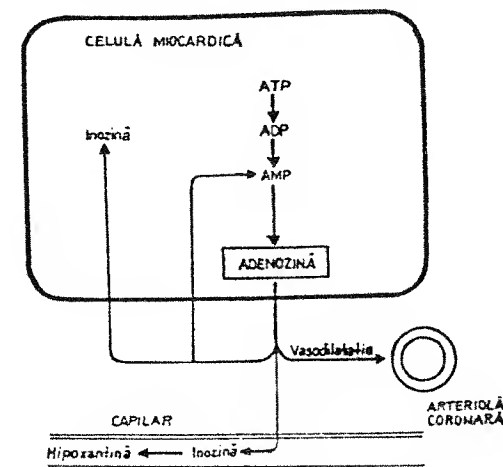 CELULĂ MIOCARDICĂ
ATP
Inozină
ADP
AMP
ADENOZINĂ
Vasodilatație
ARTERIOLĂ
CORONARĂ
CAPILAR
Hipoxantină
Inozină